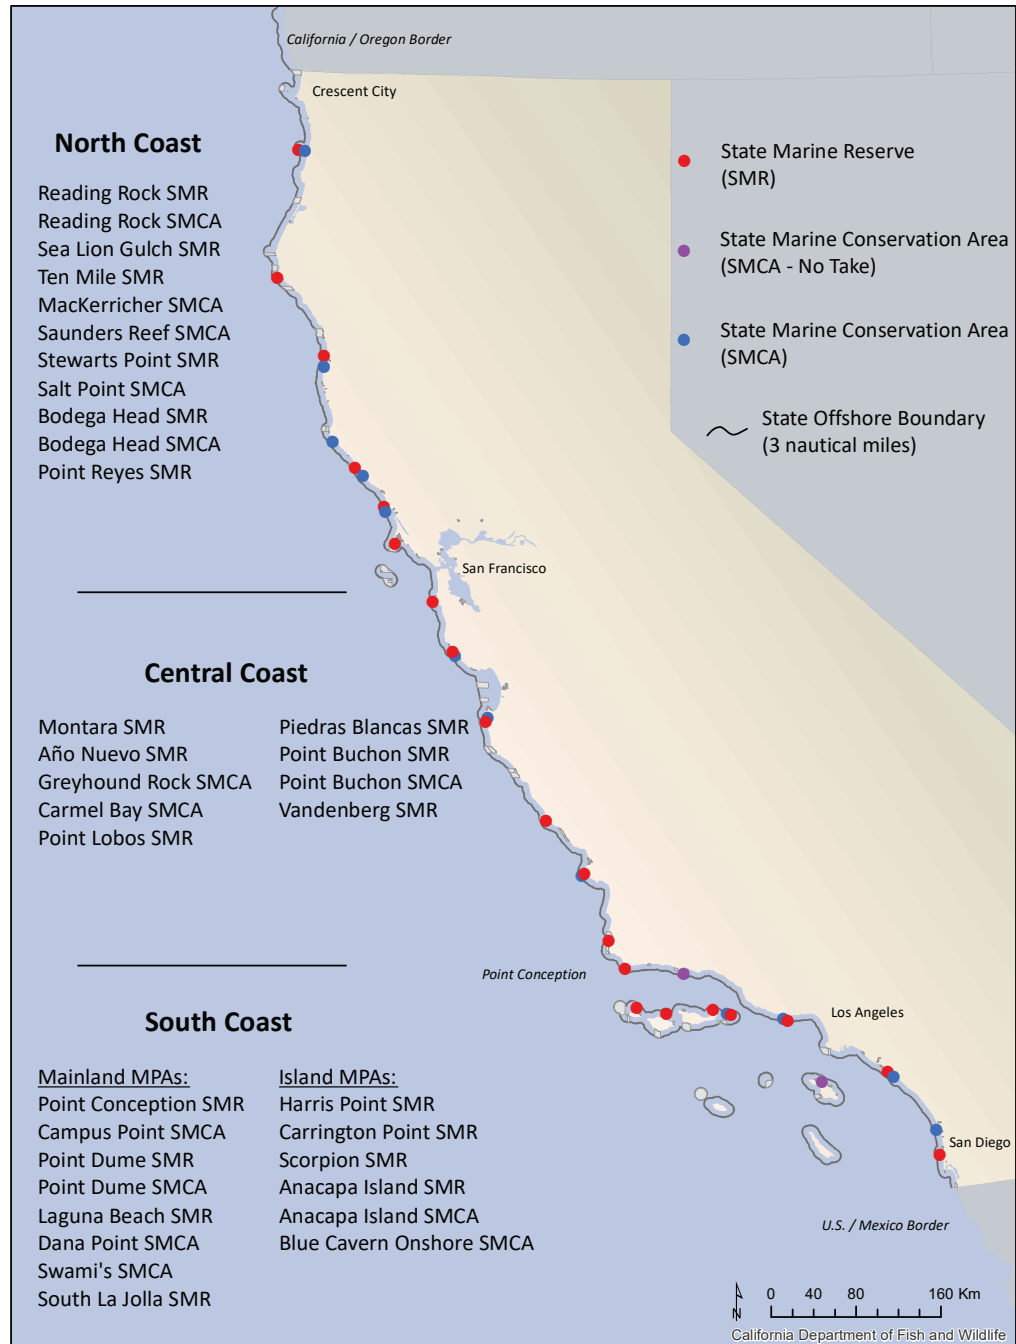 California / Oregon Border
Crescent City
North Coast
Reading Rock SMR
Reading Rock SMCA
Sea Lion Gulch SMR
Ten Mile SMR
MacKerricher SMCA
Saunders Reef SMCA
Stewarts Point SMR
Salt Point SMCA
Bodega Head SMR
Bodega Head SMCA
Point Reyes SMR
State Marine Reserve
(SMR)
State Marine Conservation Area
(SMCA - No Take)
State Marine Conservation Area
(SMCA)
State Offshore Boundary
(3 nautical miles)
San Francisco
Central Coast
Montara SMR
Año Nuevo SMR
Greyhound Rock SMCA
Carmel Bay SMCA
Point Lobos SMR
Piedras Blancas SMR
Point Buchon SMR
Point Buchon SMCA
Vandenberg SMR
Point Conception
Los Angeles
South Coast
Mainland MPAs:
Point Conception SMR
Campus Point SMCA
Point Dume SMR
Point Dume SMCA
Laguna Beach SMR
Dana Point SMCA
Swami's SMCA
South La Jolla SMR
Island MPAs:
Harris Point SMR
Carrington Point SMR
Scorpion SMR
Anacapa Island SMR
Anacapa Island SMCA
Blue Cavern Onshore SMCA
San Diego
U.S. / Mexico Border
N
0 40 80 160 Km
California Department of Fish and Wildlife